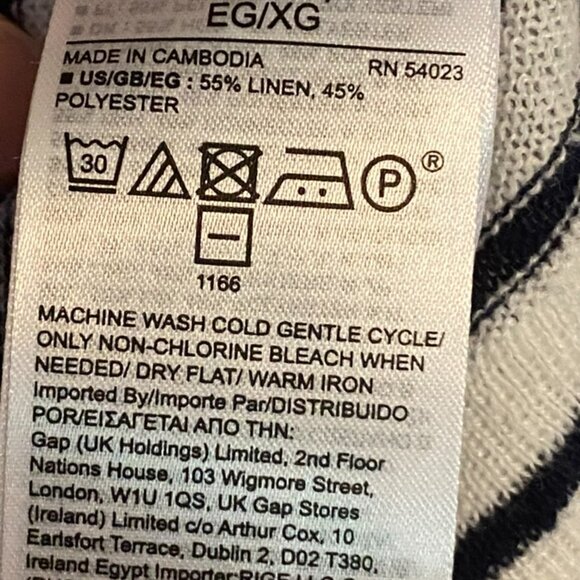 EG/XG
MADE IN CAMBODIA RN 54023
■ US/GB/EG : 55% LINEN, 45%
POLYESTER
30 P ®
1166
MACHINE WASH COLD GENTLE CYCLE/
ONLY NON-CHLORINE BLEACH WHEN
NEEDED/ DRY FLAT/ WARM IRON
Imported By/Importe Par/DISTRIBUIDO
POR/ΕΙΣΑΓΕΤΑΙ ΑΠΟ ΤΗΝ:
Gap (UK Holdings) Limited, 2nd Floor
Nations House, 103 Wigmore Street,
London, W1U 1QS, UK Gap Stores
(Ireland) Limited c/o Arthur Cox, 10
Earlsfort Terrace, Dublin 2, D02 T380,
Ireland Egypt Importer: